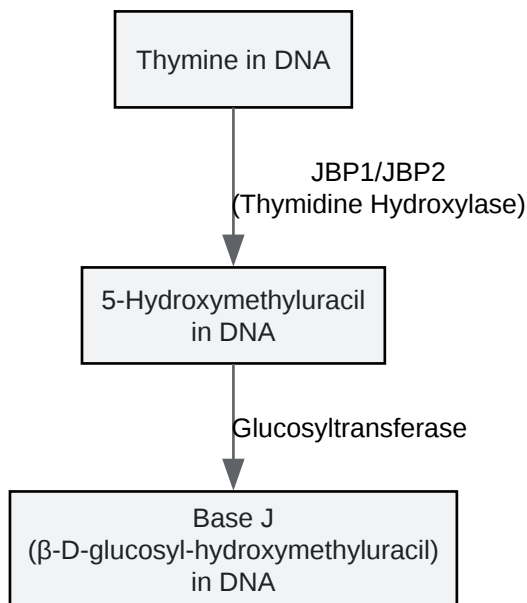 Thymine in DNA
JBP1/JBP2
(Thymidine Hydroxylase)
5-Hydroxymethyluracil
in DNA
Glucosyltransferase
Base J
(β-D-glucosyl-hydroxymethyluracil)
in DNA